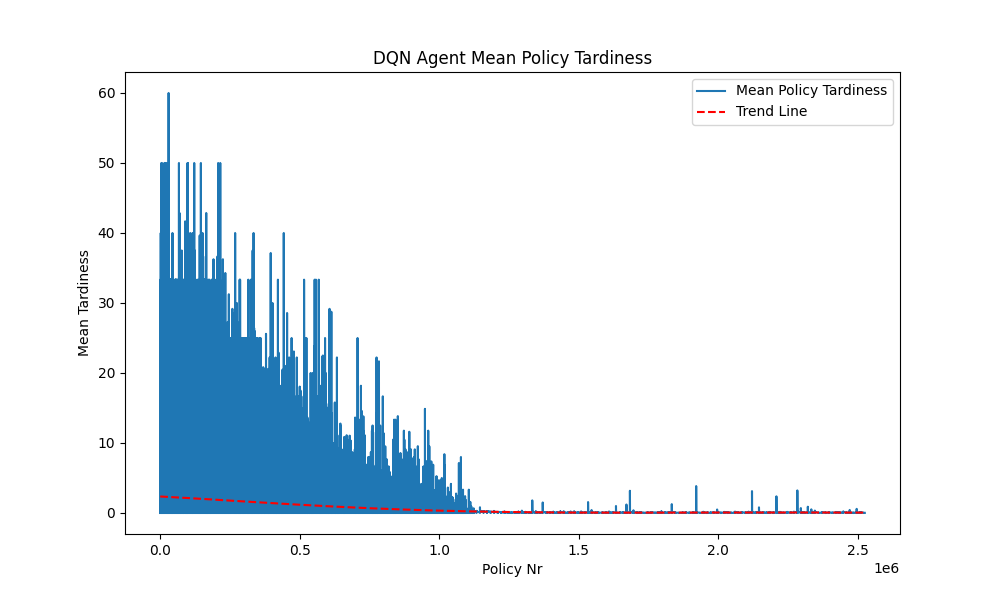 DQN Agent Mean Policy Tardiness
Mean Policy Tardiness
Trend Line
Mean Tardiness
60
50
40
30
20
10
0
0.0
0.5
1.0
1.5
2.0
2.5
1e6
Policy Nr